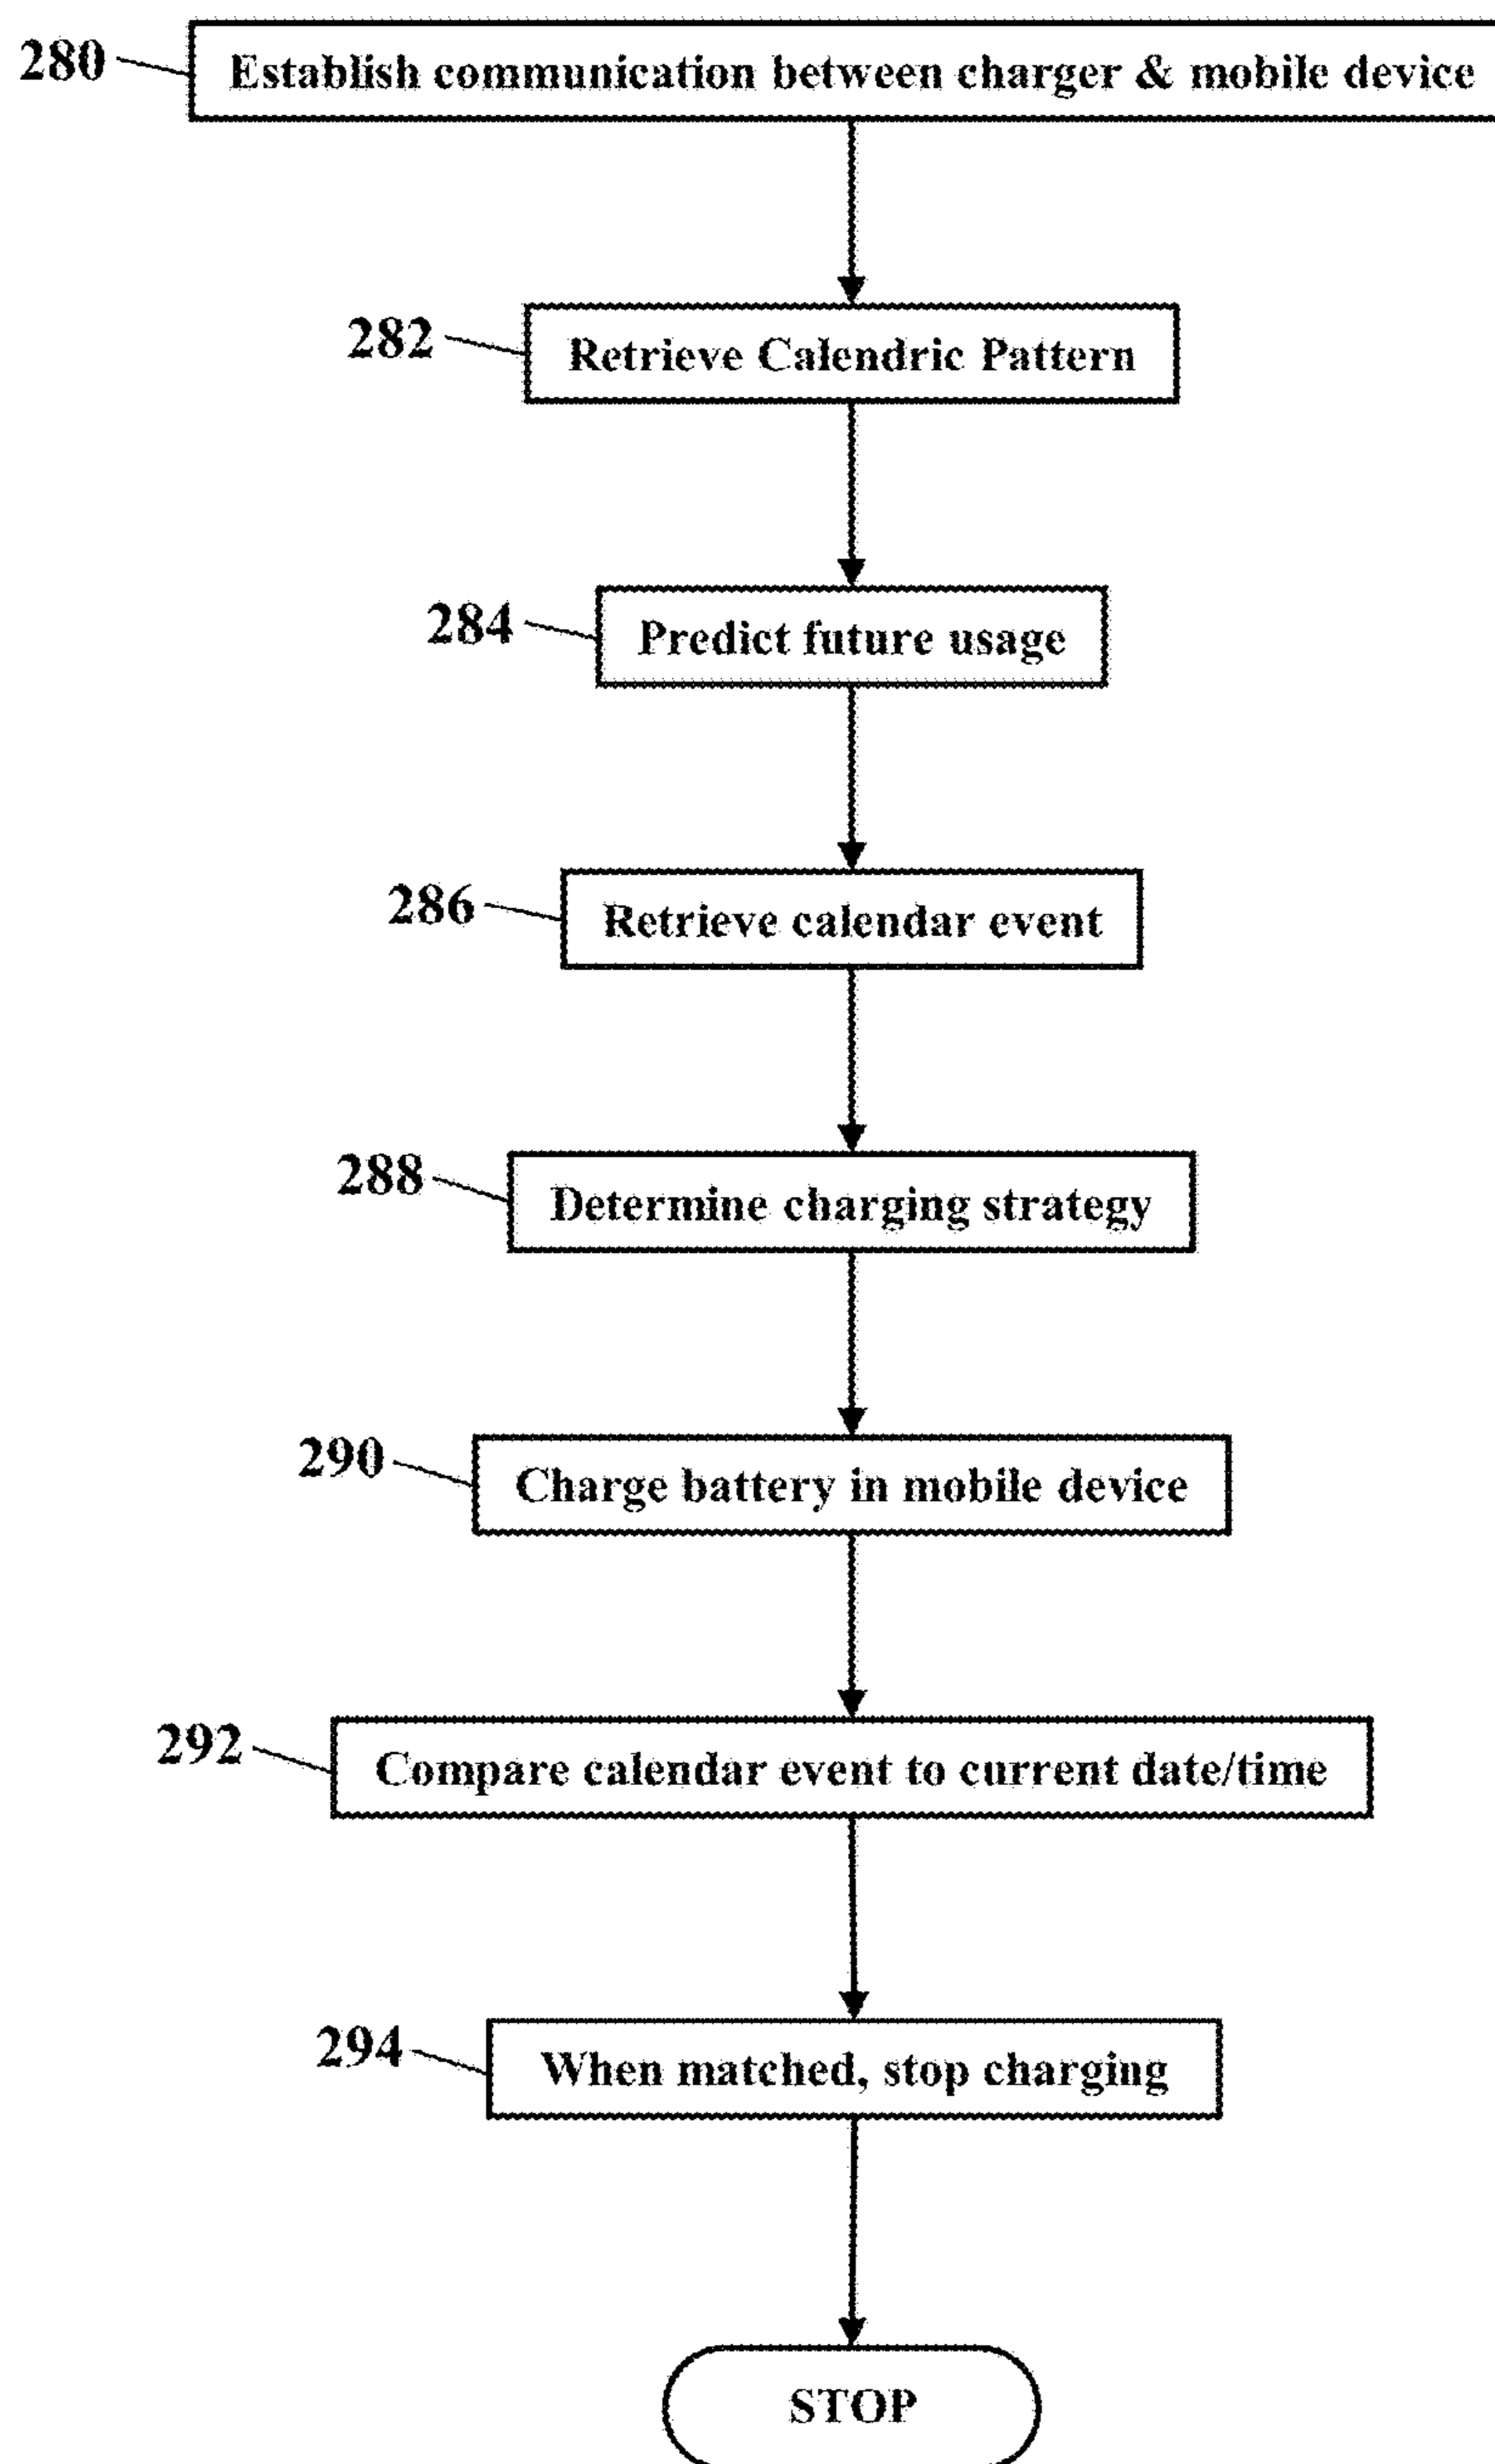 280 Establish communication between charger & mobile device
282 Retrieve Calendric Pattern
284 Predict future usage
286 Retrieve calendar event
288 Determine charging strategy
290 Charge battery in mobile device
292 Compare calendar event to current date/time
294 When matched, stop charging
STOP